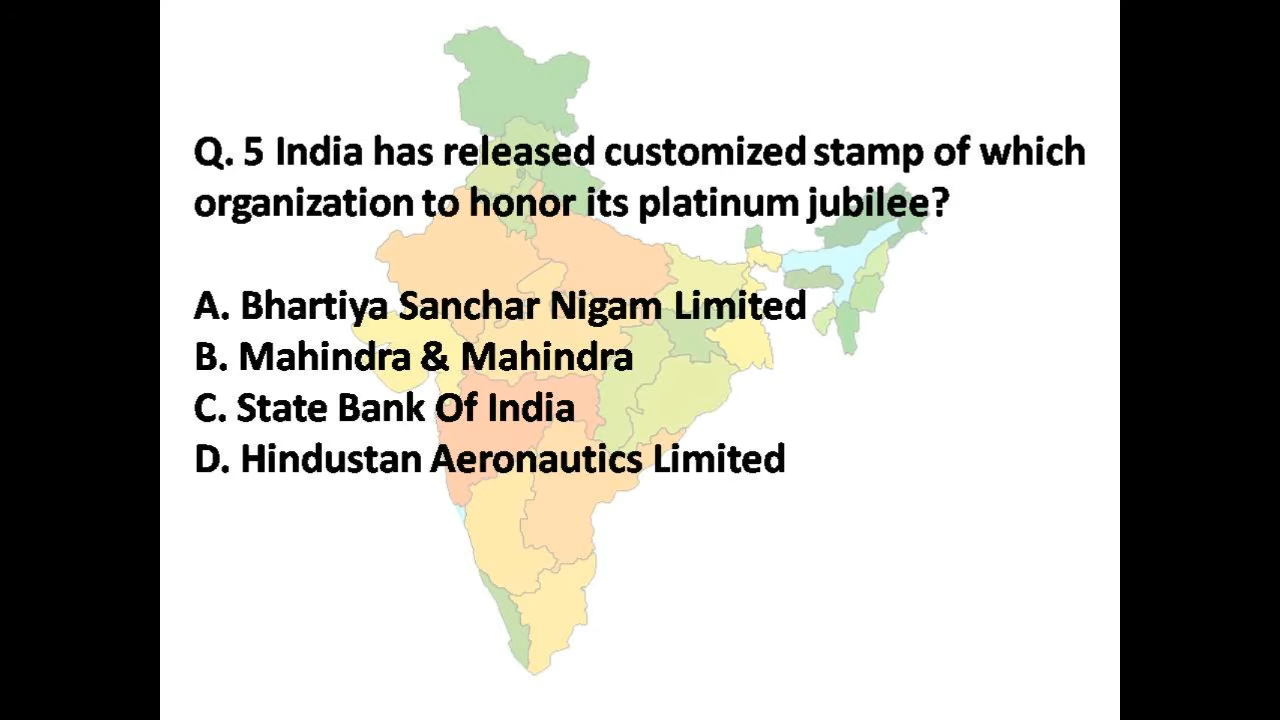 Q. 5 India has released customized stamp of which
organization to honor its platinum jubilee?
A. Bhartiya Sanchar Nigam Limited
B. Mahindra & Mahindra
C. State Bank Of India
D. Hindustan Aeronautics Limited